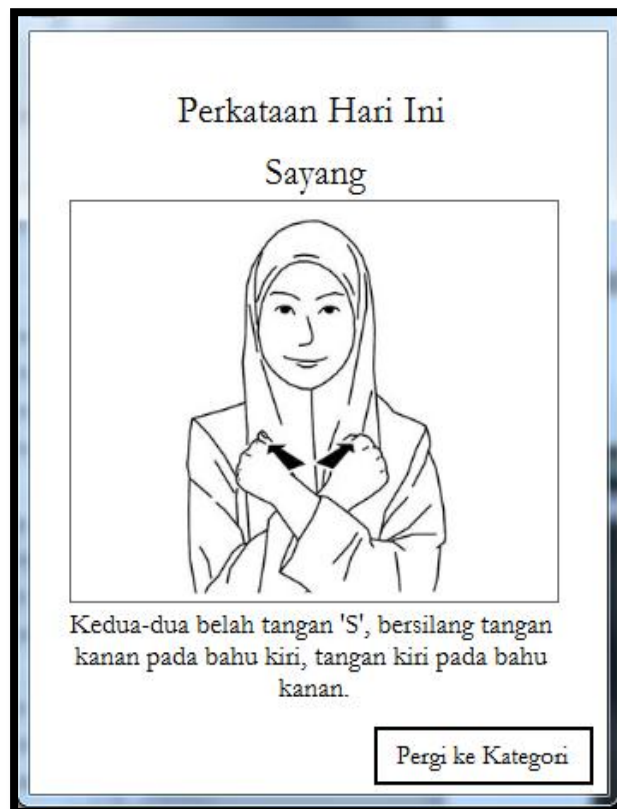 Perkataan Hari Ini
Sayang
Kedua-dua belah tangan 'S', bersilang tangan
kanan pada bahu kiri, tangan kiri pada bahu
kanan.
Pergi ke Kategori